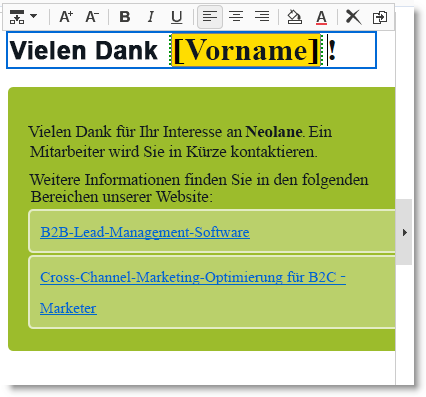 A+ A- B I U
Vielen Dank [Vorname] !
Vielen Dank für Ihr Interesse an Neolane. Ein
Mitarbeiter wird Sie in Kürze kontaktieren.
Weitere Informationen finden Sie in den folgenden
Bereichen unserer Website:
B2B-Lead-Management-Software
Cross-Channel-Marketing-Optimierung für B2C -
Marketer